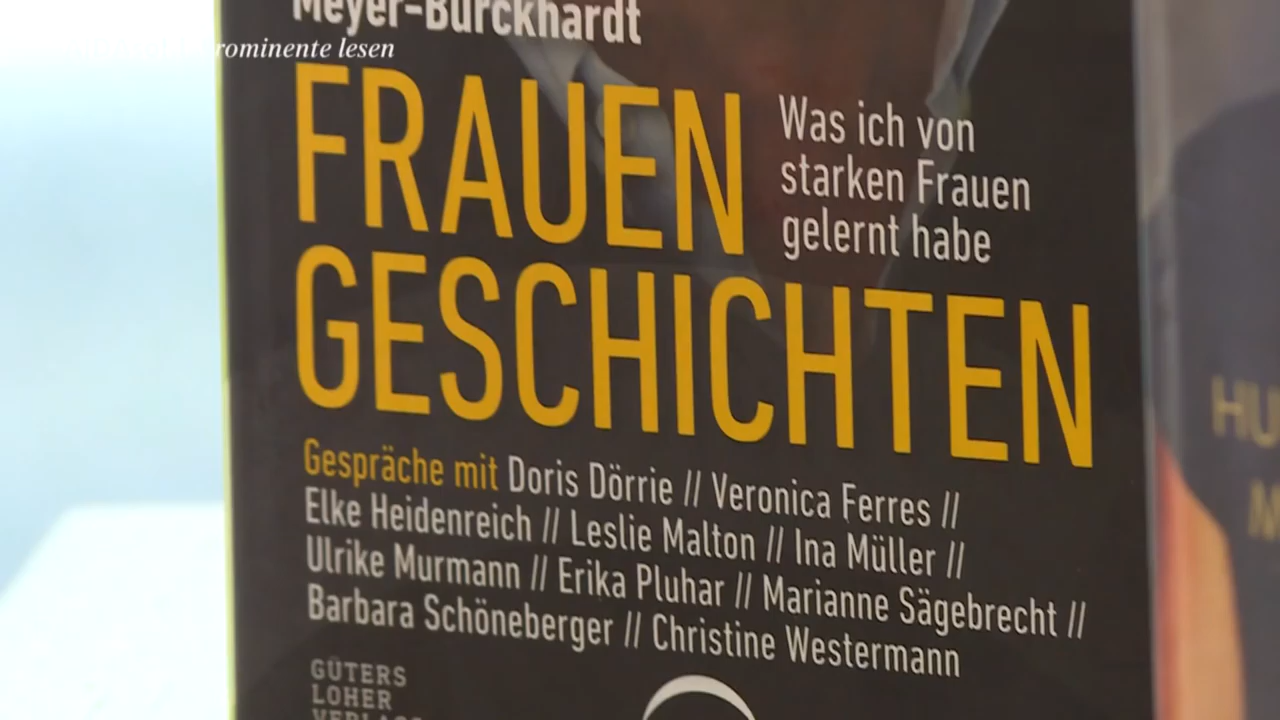 Meyer-Burckhardt
rominente lesen
FRAUEN
GESCHICHTEN
Was ich von
starken Frauen
gelernt habe
Gespräche mit Doris Dörrie // Veronica Ferres //
Elke Heidenreich // Leslie Malton // Ina Müller //
Ulrike Murmann // Erika Pluhar // Marianne Sägebrecht //
Barbara Schöneberger // Christine Westermann
GÜTERS
LOHER
HU
M